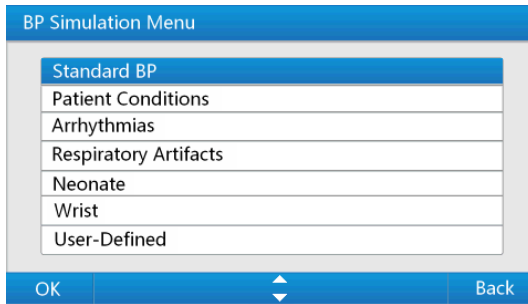 BP Simulation Menu
Standard BP
Patient Conditions
Arrhythmias
Respiratory Artifacts
Neonate
Wrist
User-Defined
OK Back